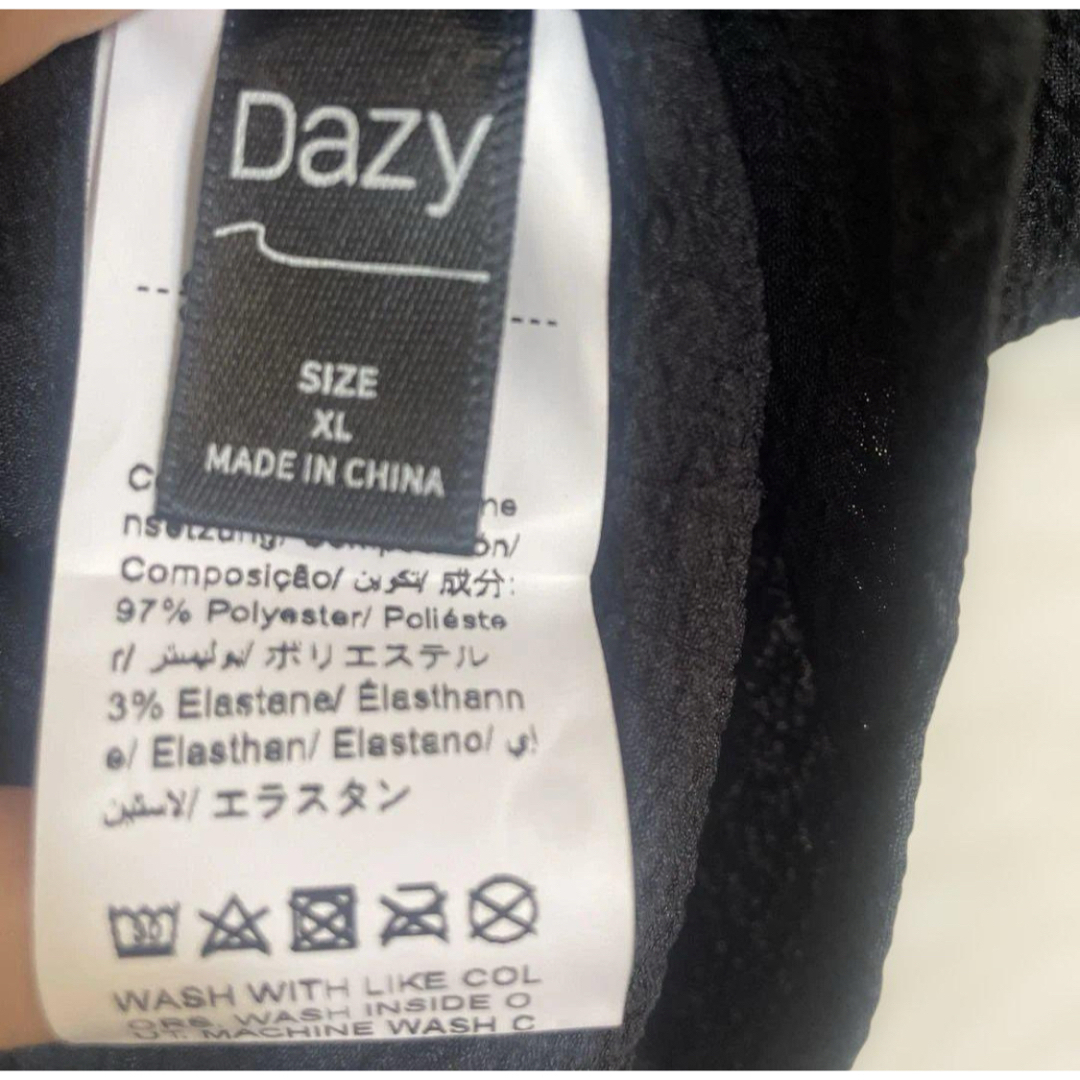 Dazy
SIZE
XL
MADE IN CHINA
Composição/ تكوين/ 成分:
97% Polyester/ Poliéste
r/ بوليستر/ ポリエステル
3% Elastane/ Élasthann
e/ Elasthan/ Elastano/ إي
لاستين/ エラスタン
30
WASH WITH LIKE COL
ORS. WASH INSIDE O
UT. MACHINE WASH C